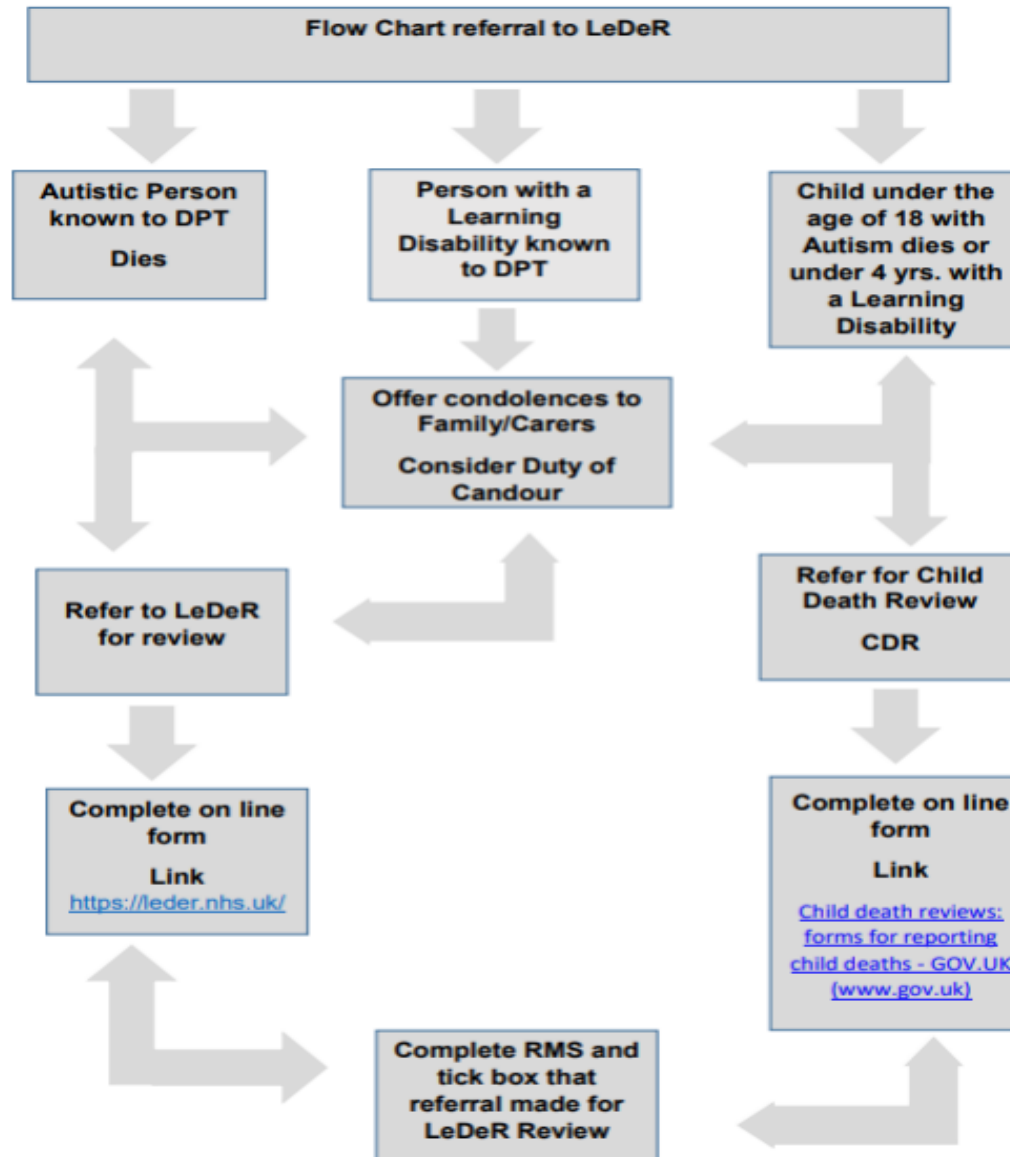 Flow Chart referral to LeDeR
Autistic Person
known to DPT
Dies
Person with a
Learning
Disability known
to DPT
Child under the
age of 18 with
Autism dies or
under 4 yrs. with
a Learning
Disability
Offer condolences to
Family/Carers
Consider Duty of
Candour
Refer to LeDeR
for review
Refer for Child
Death Review
CDR
Complete on line
form
Link
https://leder.nhs.uk/
Complete on line
form
Link
Child death reviews:
forms for reporting
child deaths - GOV.UK
(www.gov.uk)
Complete RMS and
tick box that
referral made for
LeDeR Review